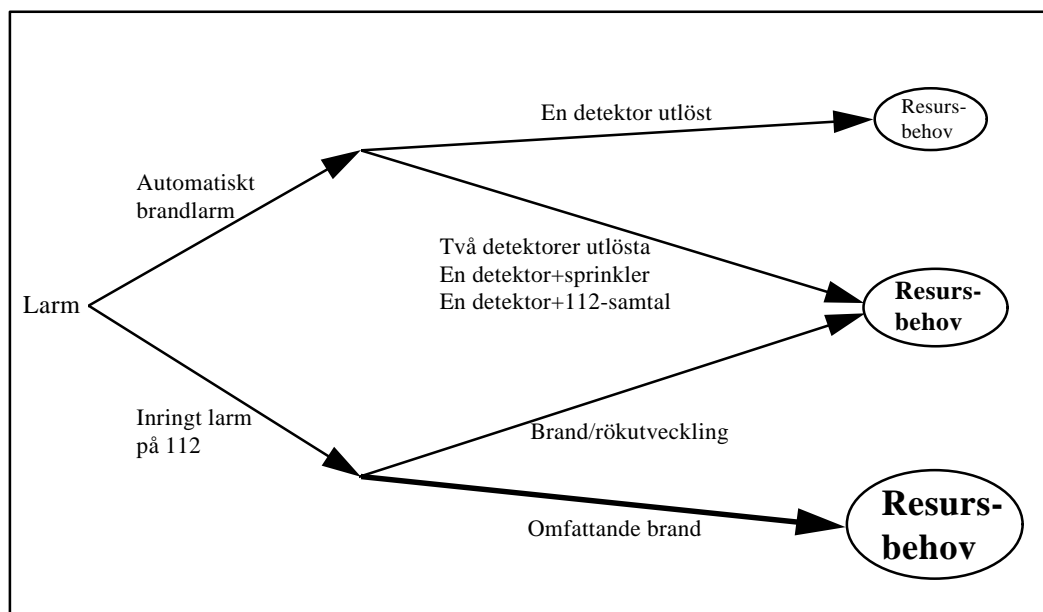 En detektor utlöst
Resurs-
behov
Automatiskt
brandlarm
Två detektorer utlösta
En detektor+sprinkler
En detektor+112-samtal
Resurs-
behov
Larm
Inringt larm
på 112
Brand/rökutveckling
Resurs-
behov
Omfattande brand